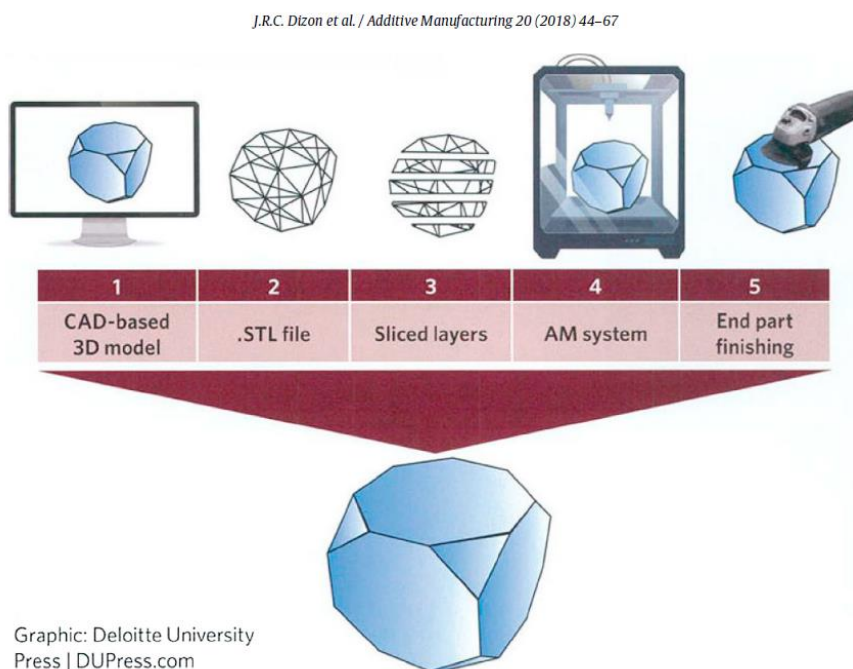 J.R.C. Dizon et al. / Additive Manufacturing 20 (2018) 44–67
1
2
3
4
5
CAD-based
3D model
.STL file
Sliced layers
AM system
End part
finishing
Graphic: Deloitte University
Press | DUPress.com